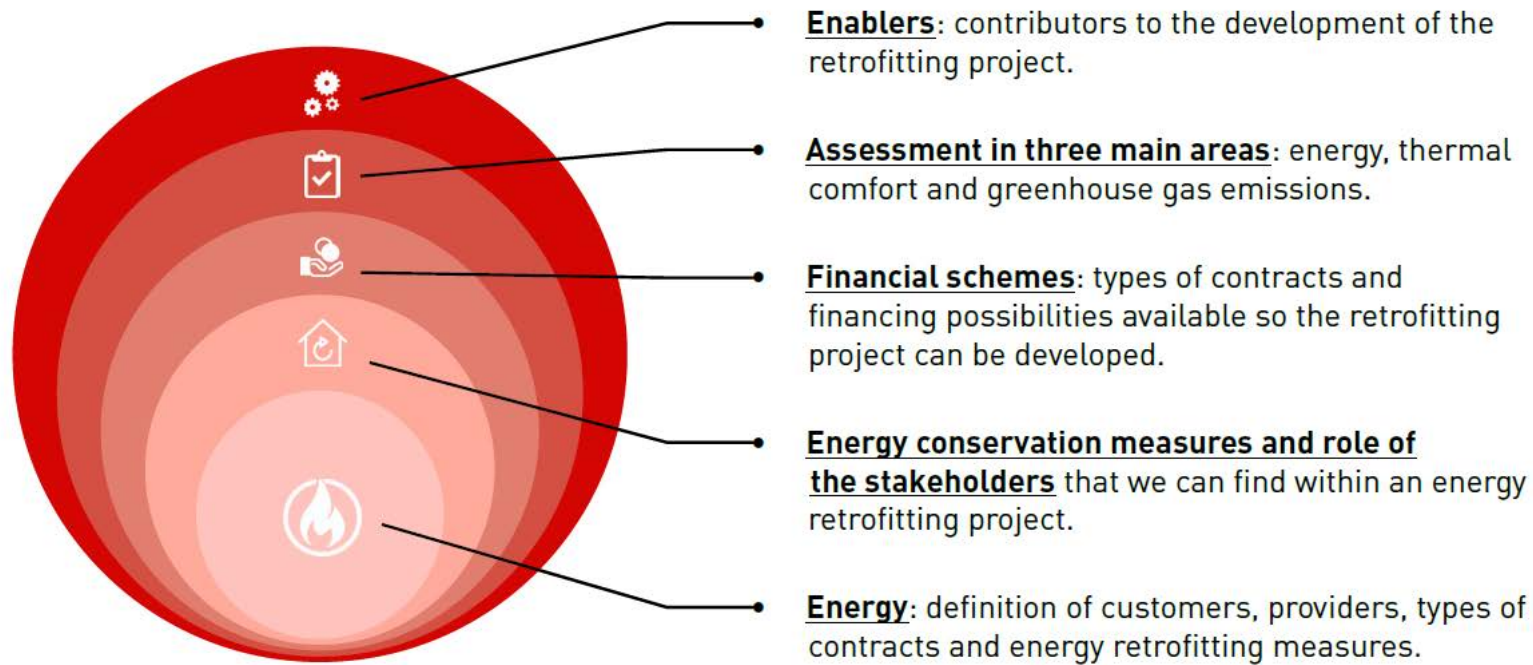 Enablers: contributors to the development of the
retrofitting project.
Assessment in three main areas: energy, thermal
comfort and greenhouse gas emissions.
Financial schemes: types of contracts and
financing possibilities available so the retrofitting
project can be developed.
Energy conservation measures and role of
the stakeholders that we can find within an energy
retrofitting project.
Energy: definition of customers, providers, types of
contracts and energy retrofitting measures.